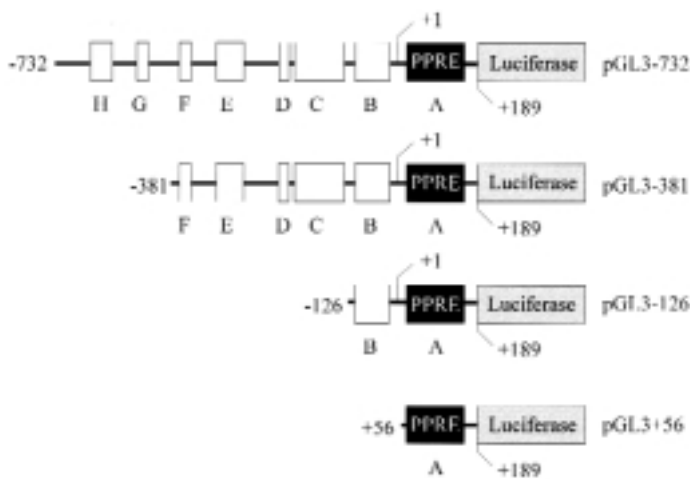 +1
-732 PPRE Luciferase pGL3-732
H G F E D C B A +189
+1
-381 PPRE Luciferase pGL3-381
F E D C B A +189
+1
-126 PPRE Luciferase pGL3-126
B A +189
+56 PPRE Luciferase pGL3+56
A +189